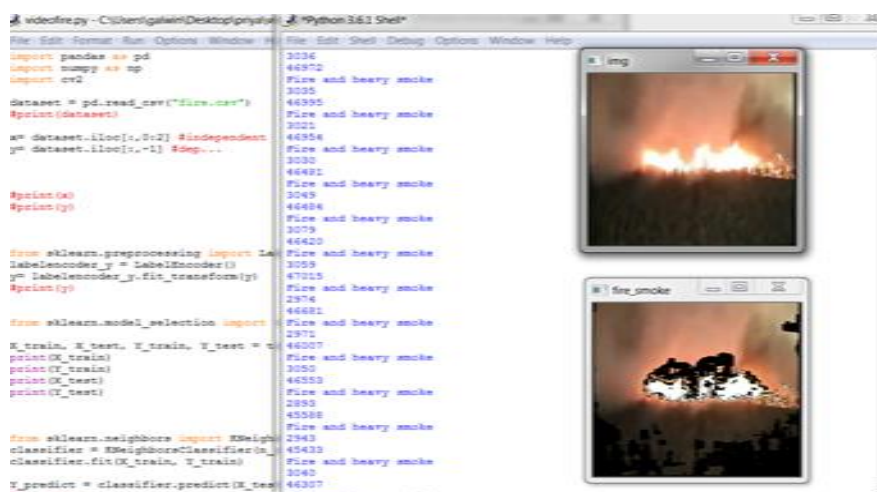 videofire.py - C:\Users\galwin\Desktop\priya\
File Edit Format Run Options Window
import pandas as pd
import numpy as np
import cv2
dataset = pd.read_csv("fire.csv")
#print(dataset)
x= dataset.iloc[:,0:2] #independent
y= dataset.iloc[:,-1] #dep...
#print(x)
#print(y)
from sklearn.preprocessing import
labelencoder_y = LabelEncoder()
y= labelencoder_y.fit_transform(y)
#print(y)
from sklearn.model_selection import
X_train, X_test, Y_train, Y_test =
print(X_train)
print(Y_train)
print(X_test)
print(Y_test)
from sklearn.neighbors import
classifier = KNeighborsClassifier(n_
classifier.fit(X_train, Y_train)
Y_predict = classifier.predict(X_tes
*Python 3.6.1 Shell*
File Edit Shell Debug Options Window Help
3036
46972
Fire and heavy smoke
3035
46995
Fire and heavy smoke
3021
46954
Fire and heavy smoke
3030
46481
Fire and heavy smoke
3049
46484
Fire and heavy smoke
3079
46420
Fire and heavy smoke
3059
47015
Fire and heavy smoke
2974
46681
Fire and heavy smoke
2971
46007
Fire and heavy smoke
3050
46553
Fire and heavy smoke
2893
45588
Fire and heavy smoke
2943
45433
Fire and heavy smoke
3040
46307
img
fire_smoke